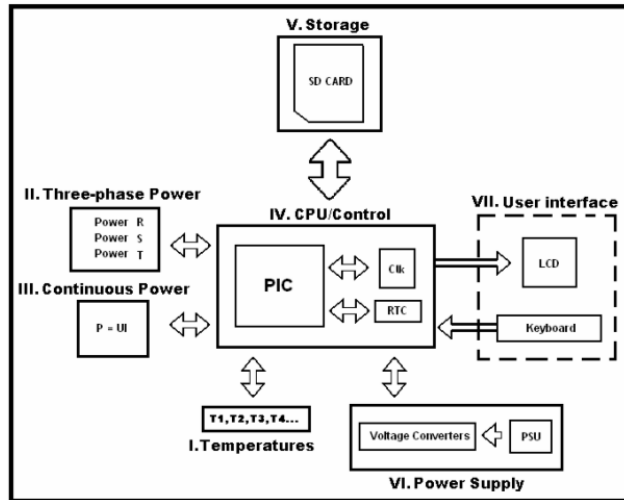 V. Storage
SD CARD
II. Three-phase Power
Power R
Power S
Power T
IV. CPU/Control
VII. User interface
PIC
Clk
LCD
III. Continuous Power
RTC
P = UI
Keyboard
T1,T2,T3,T4...
I. Temperatures
Voltage Converters
PSU
VI. Power Supply